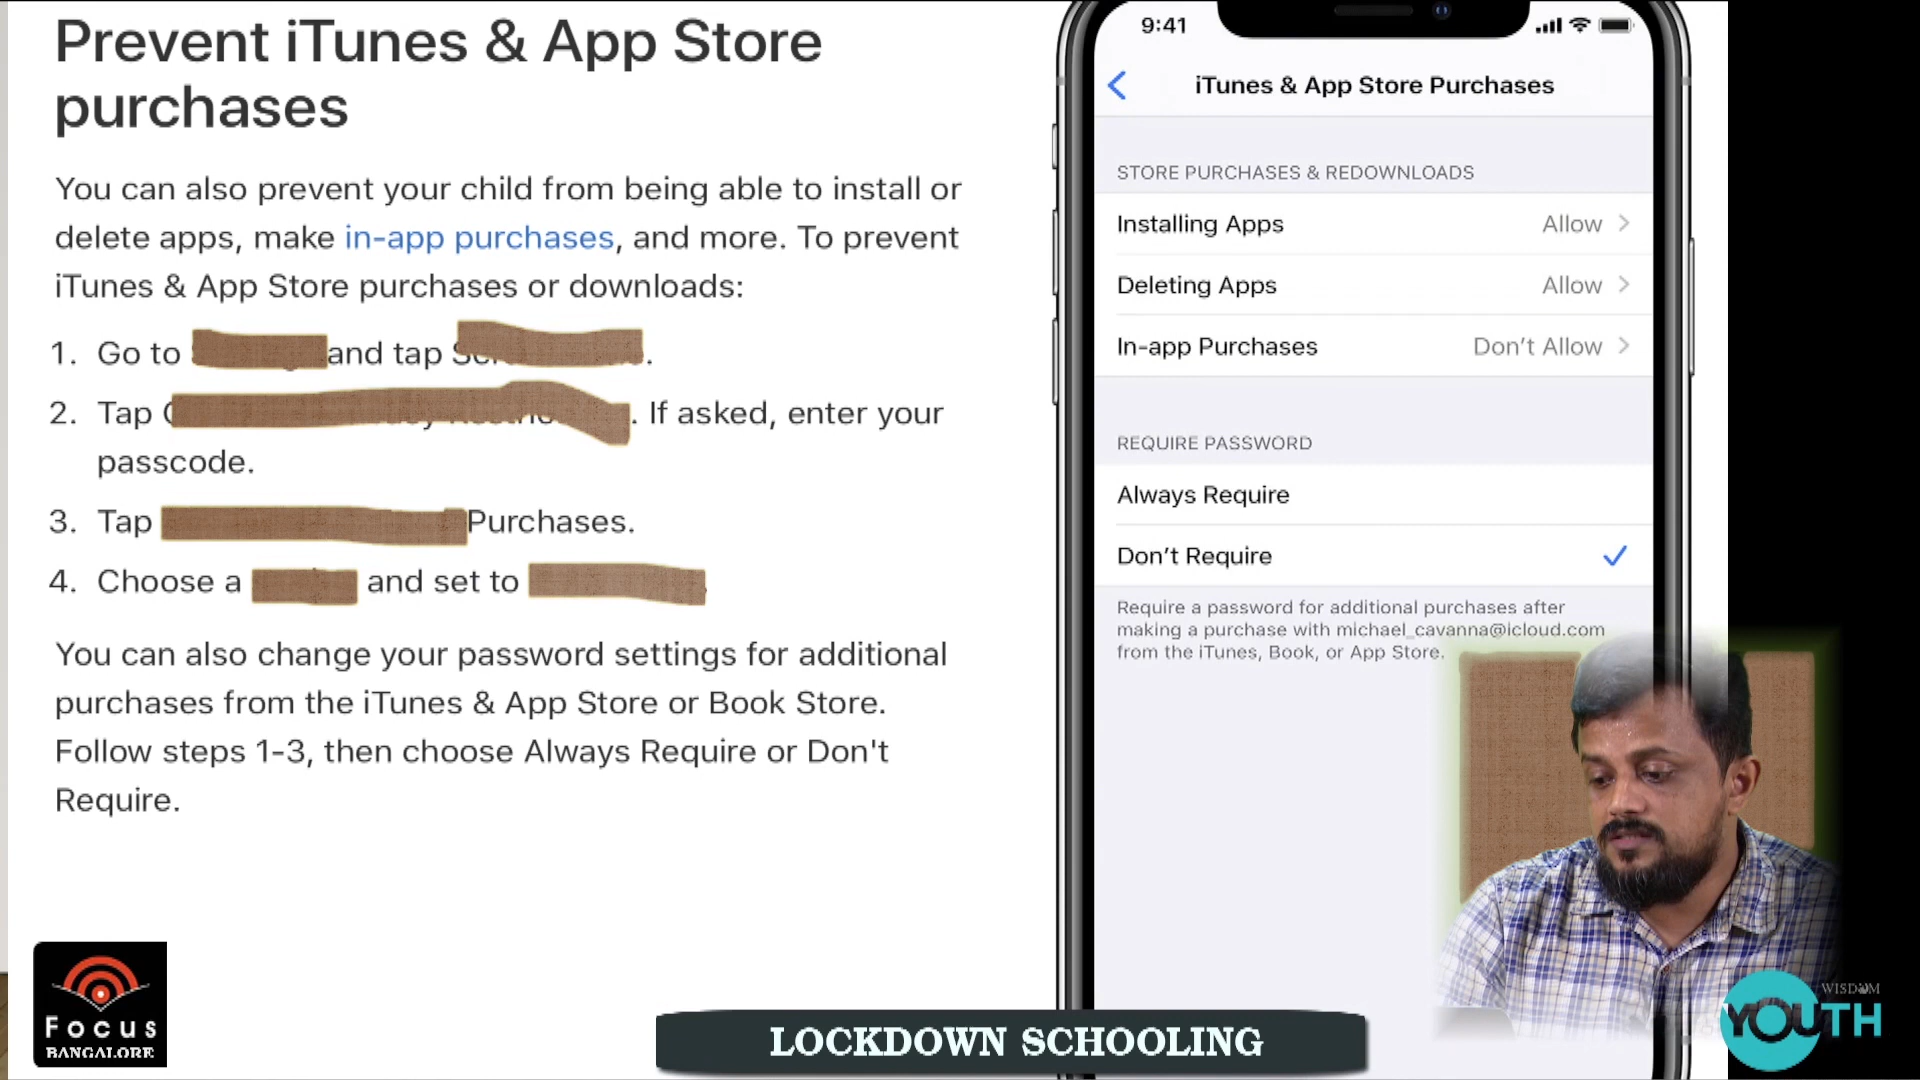 Prevent iTunes & App Store
purchases
You can also prevent your child from being able to install or
delete apps, make in-app purchases, and more. To prevent
iTunes & App Store purchases or downloads:
1. Go to and tap .
2. Tap . If asked, enter your
passcode.
3. Tap Purchases.
4. Choose a and set to
You can also change your password settings for additional
purchases from the iTunes & App Store or Book Store.
Follow steps 1-3, then choose Always Require or Don't
Require.
9:41
iTunes & App Store Purchases
STORE PURCHASES & REDOWNLOADS
Installing Apps Allow
Deleting Apps Allow
In-app Purchases Don’t Allow
REQUIRE PASSWORD
Always Require
Don’t Require
Require a password for additional purchases after
making a purchase with michael_cavanna@icloud.com
from the iTunes, Book, or App Store.
Focus
BANGALORE
LOCKDOWN SCHOOLING
WISDOM
YOUTH